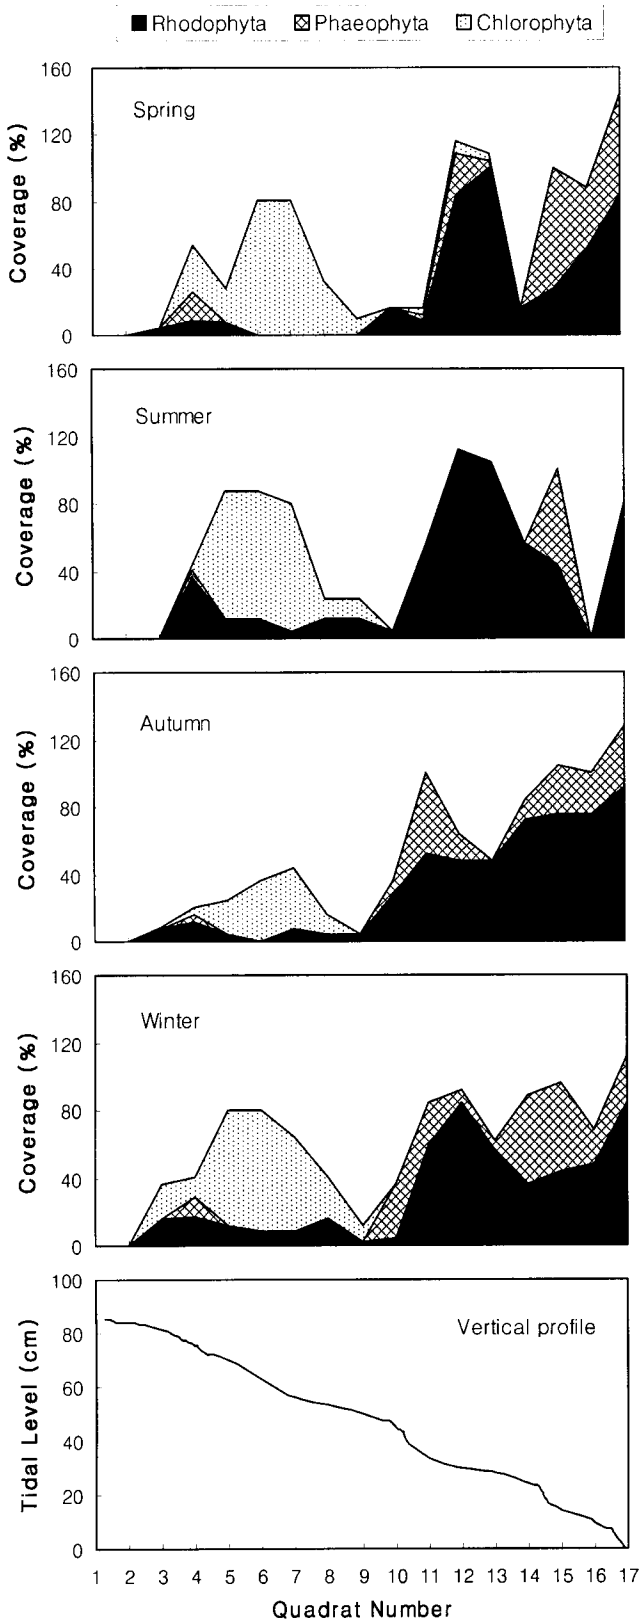 Rhodophyta Phaeophyta Chlorophyta
Spring
Coverage (%)
160
120
80
40
0
Summer
Coverage (%)
160
120
80
40
0
Autumn
Coverage (%)
160
120
80
40
0
Winter
Coverage (%)
160
120
80
40
0
Vertical profile
Tidal Level (cm)
100
80
60
40
20
0
1 2 3 4 5 6 7 8 9 10 11 12 13 14 15 16 17
Quadrat Number